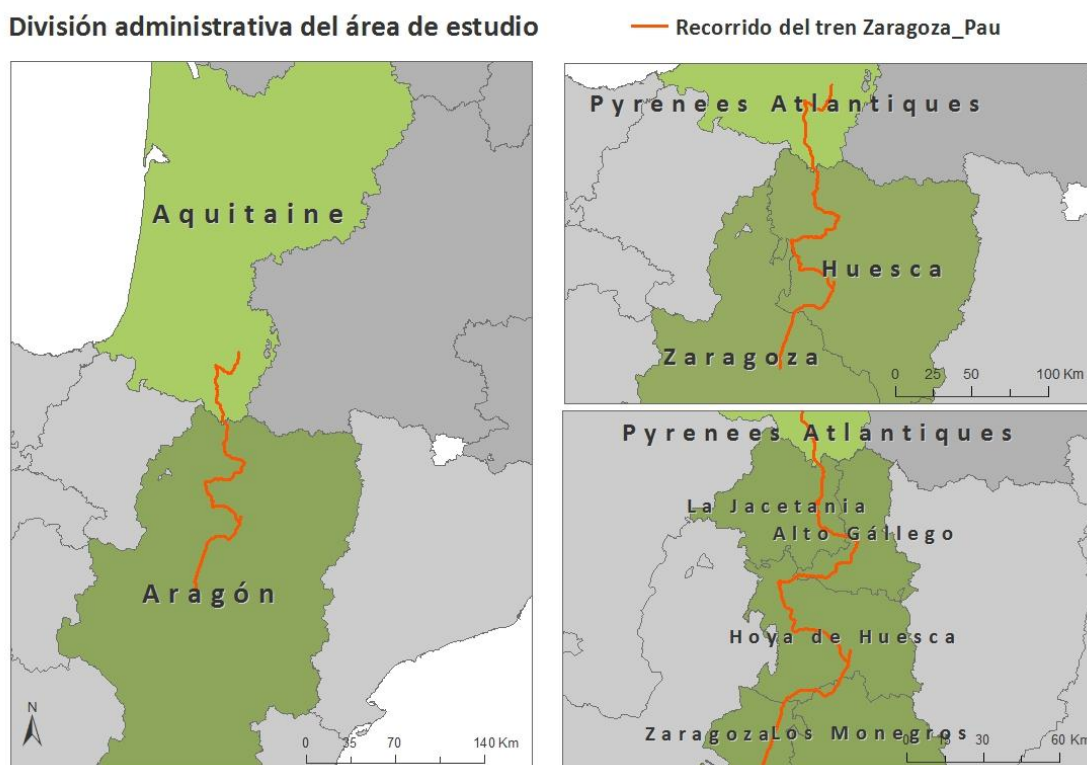 División administrativa del área de estudio
Recorrido del tren Zaragoza_Pau
Aquitaine
Aragón
N
0 35 70 140 Km
Pyrenees Atlantiques
Huesca
Zaragoza
0 25 50 100 Km
Pyrenees Atlantiques
La Jacetania
Alto Gállego
Hoya de Huesca
Zaragoza Los Monegros
0 15 30 60 Km